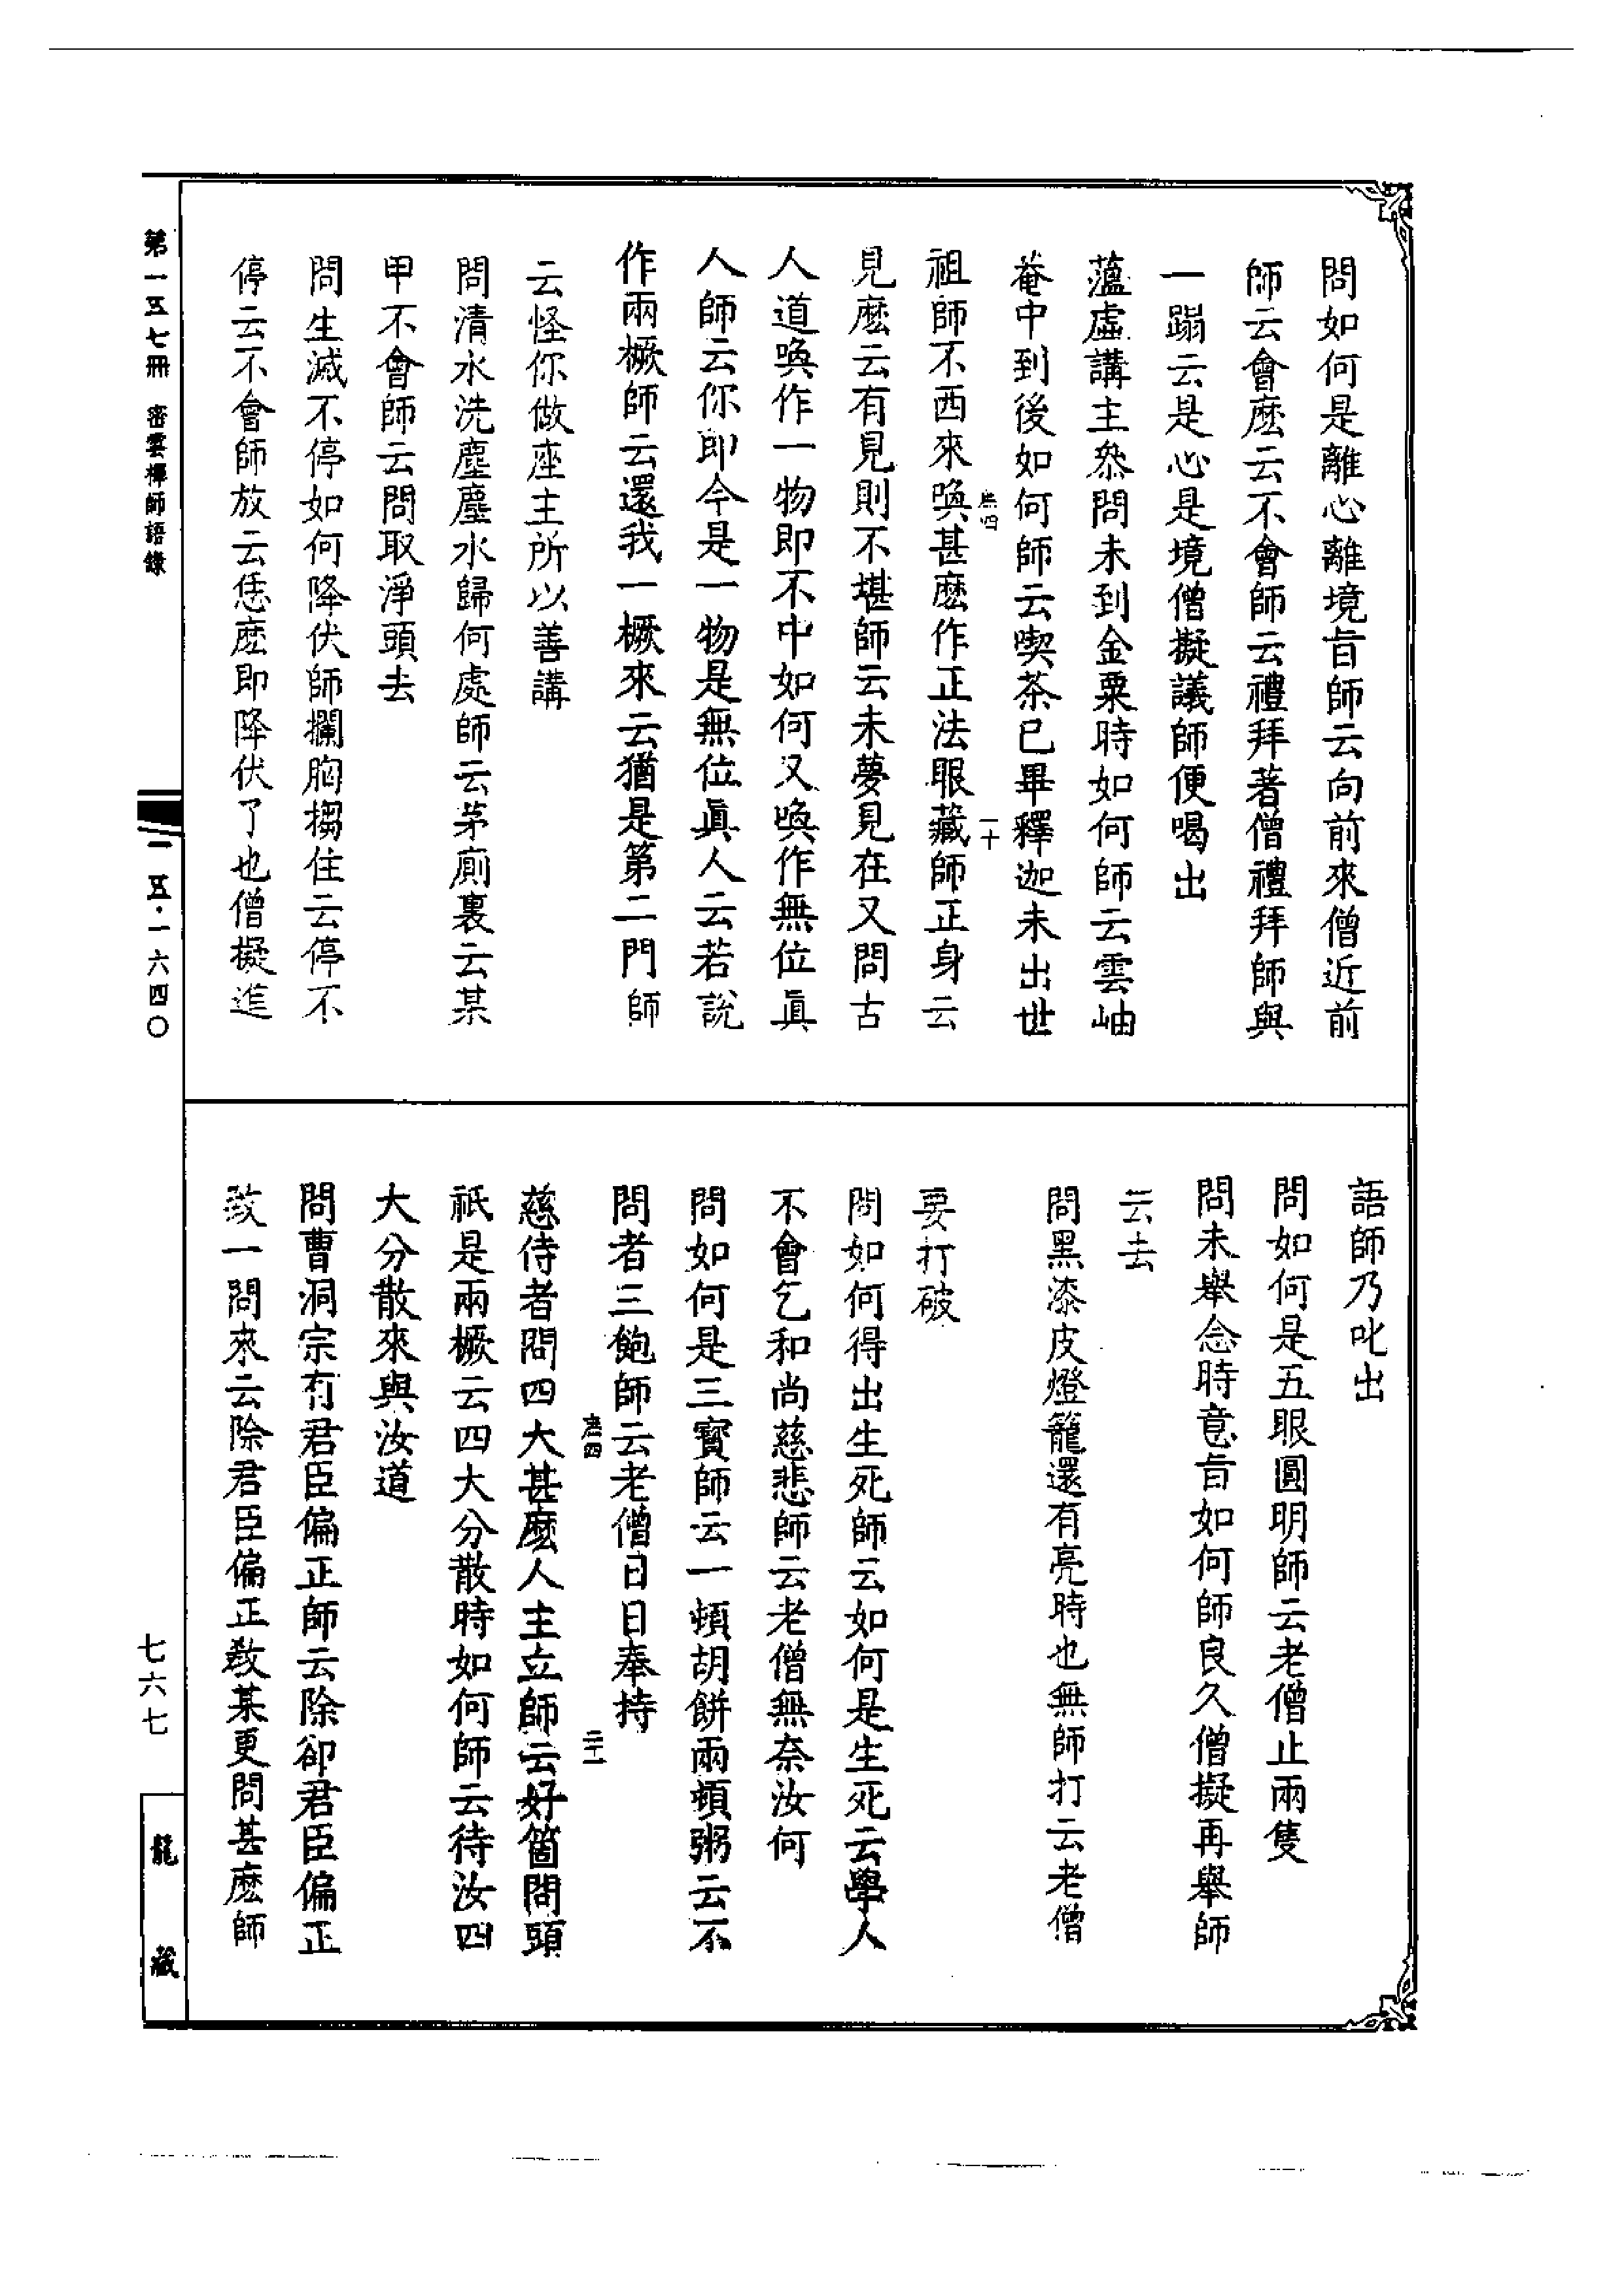 問如何是離心離境旨師云向前來僧近前
師云會麽云不會師云禮拜著僧禮拜師與
一蹋云是心是境僧擬議師便喝出
蘊虛講主叅問未到金粟時如何師云雲岫
菴中到後如何師云喫茶已畢釋迦未出世
祖師不西來喚甚麽作正法眼藏師正身云
見麽云有見見則不堪師云未夢見在又問古
人道喚作一物即不中如何又喚作無位眞
人師云你即今是一物是無位眞人云若說
作兩橛師云還我一橛來云猶是第二門師
云怪你做座主所以善講
問清水洗塵塵水歸何處師云茅廁裏云某
甲不會師云問取淨頭去
問生滅不停如何降伏師攔胸搊住云停不
停云不會師放云恁麽即降伏了也僧擬進
語師乃叱出
問如何是五眼圓明師云老僧止兩隻
問未舉念時意旨如何師良久僧擬再舉師
云去
問黑漆皮燈籠還有亮時也無師打云老僧
要打破
問如何得出生死師云如何是生死云學人
不會乞和尚慈悲師云老僧無奈汝何
問如何是三寶師云一頓胡餅兩頓粥云不
問者三飽師云老僧日日奉持
慈侍者問四大甚麽人主立師云好箇問頭
祇是兩橛云四大分散時如何師云待汝四
大分散來與汝道
問曹洞宗有君臣偏正師云除卻君臣偏正
致一問來云除君臣偏正敎某更問甚麽師
第一五七冊 密雲禪師語錄
一五·一六四〇
七六七
龍藏